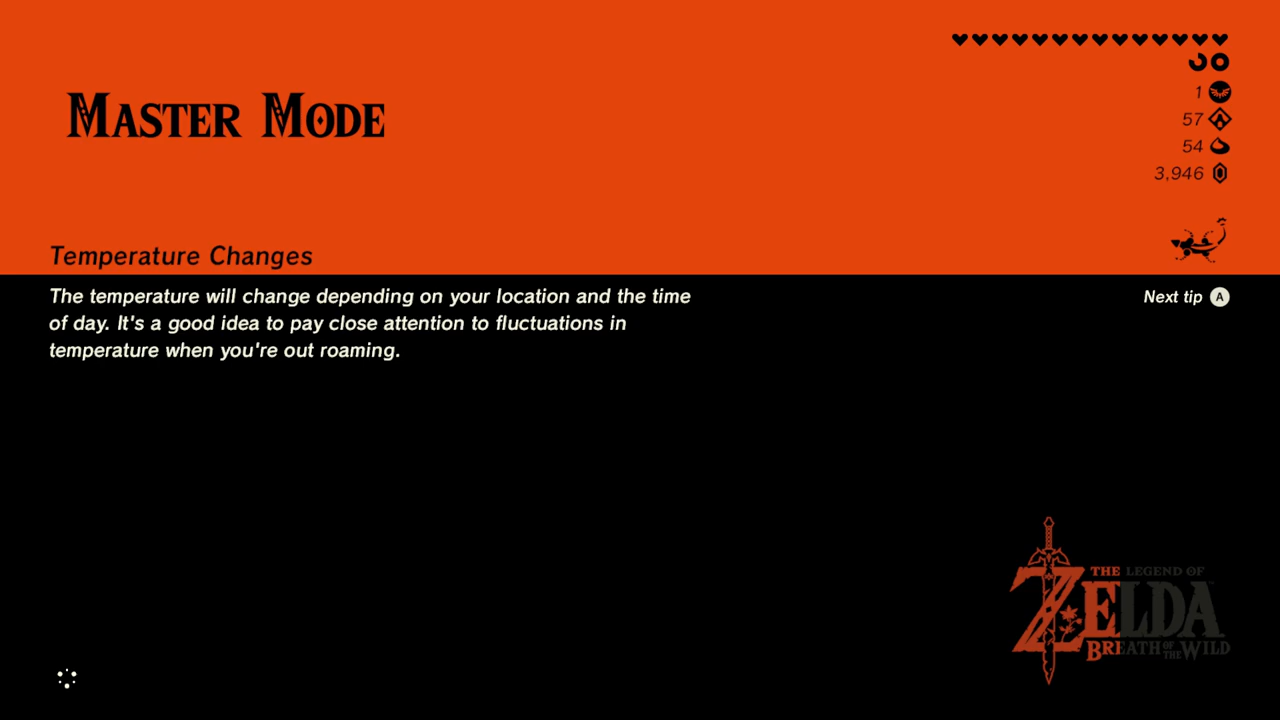 Master Mode
1
57
54
3,946
Temperature Changes
The temperature will change depending on your location and the time
of day. It's a good idea to pay close attention to fluctuations in
temperature when you're out roaming.
Next tip A
THE LEGEND OF
ZELDA
BREATH OF THE WILD